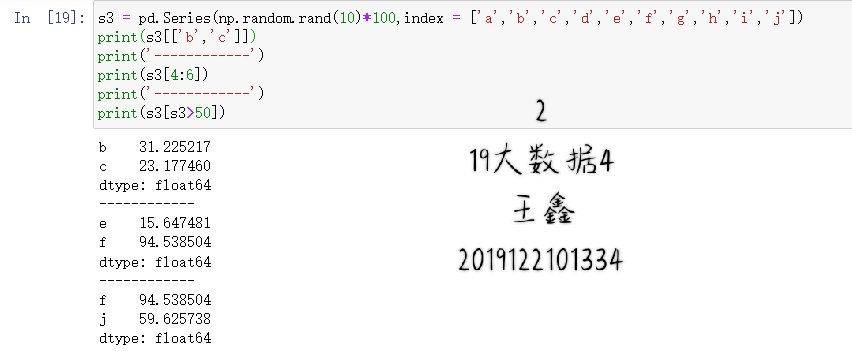 In [19]: s3 = pd.Series(np.random.rand(10)*100,index = ['a','b','c','d','e','f','g','h','i','j'])
print(s3[['b','c']])
print('------------')
print(s3[4:6])
print('------------')
print(s3[s3>50])
2
b 31.225217
19大数据4
c 23.177460
dtype: float64
------------
王鑫
e 15.647481
f 94.538504
2019122101334
dtype: float64
------------
f 94.538504
j 59.625738
dtype: float64